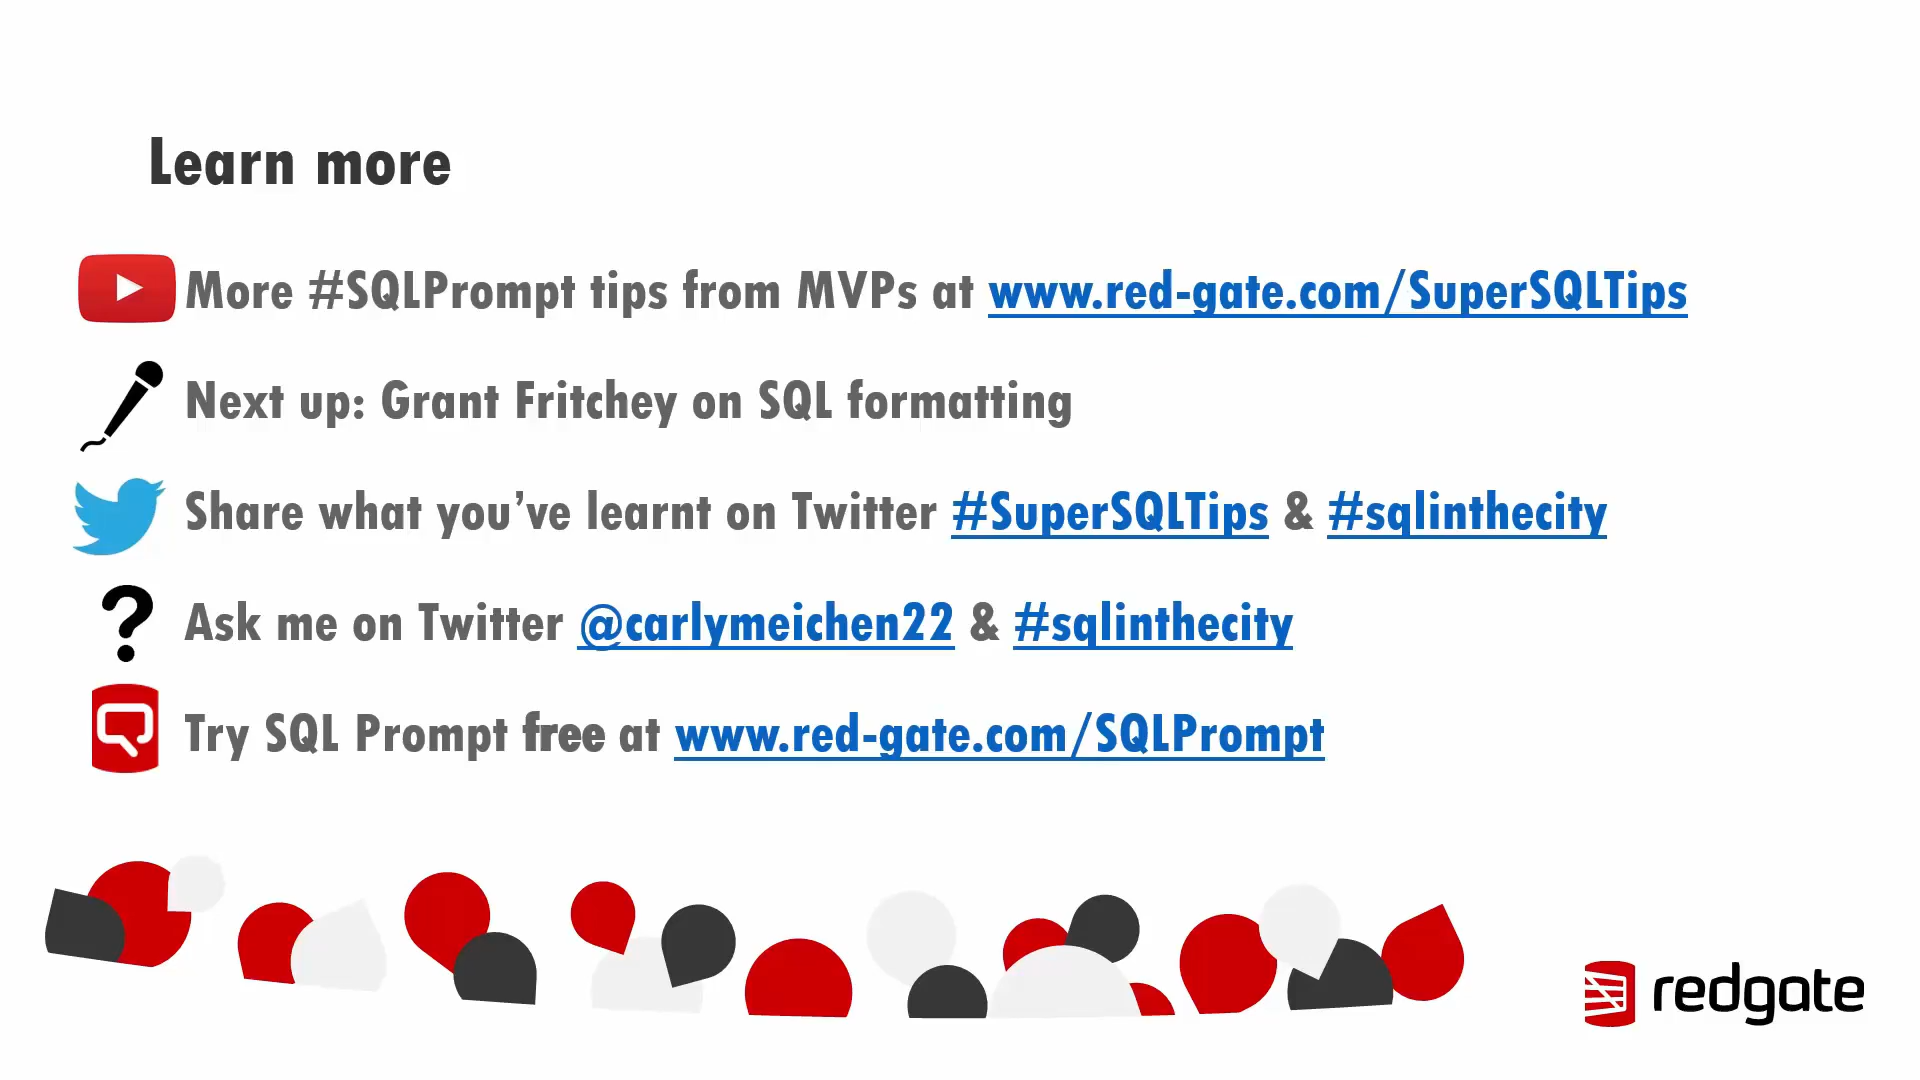 Learn more
More #SQLPrompt tips from MVPs at www.red-gate.com/SuperSQLTips
Next up: Grant Fritchey on SQL formatting
Share what you’ve learnt on Twitter #SuperSQLTips & #sqlinthecity
Ask me on Twitter @carlymeichen22 & #sqlinthecity
Try SQL Prompt free at www.red-gate.com/SQLPrompt
redgate